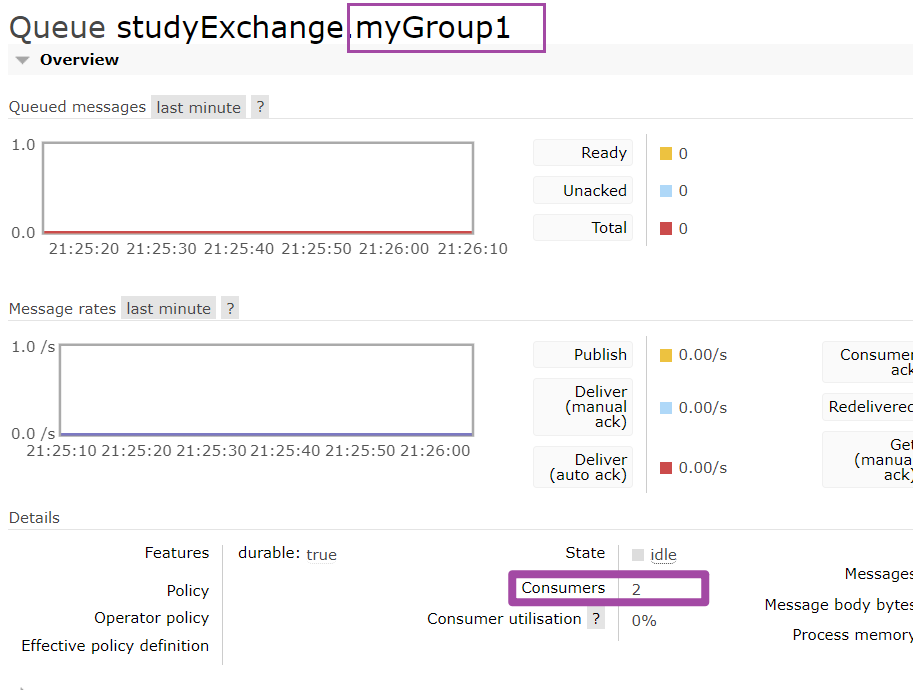 Queue studyExchange.myGroup1
Overview
Queued messages last minute ?
1.0
0.0
21:25:20 21:25:30 21:25:40 21:25:50 21:26:00 21:26:10
Ready 0
Unacked 0
Total 0
Message rates last minute ?
1.0 /s
0.0 /s
21:25:10 21:25:20 21:25:30 21:25:40 21:25:50 21:26:00
Publish 0.00/s
Deliver
(manual
ack)
0.00/s
Deliver
(auto ack)
0.00/s
Consumer
ack
Redelivered
Get
(manual
ack)
Details
Features durable: true
Policy
Operator policy
Effective policy definition
State idle
Consumers 2
Consumer utilisation ? 0%
Messages
Message body bytes
Process memory